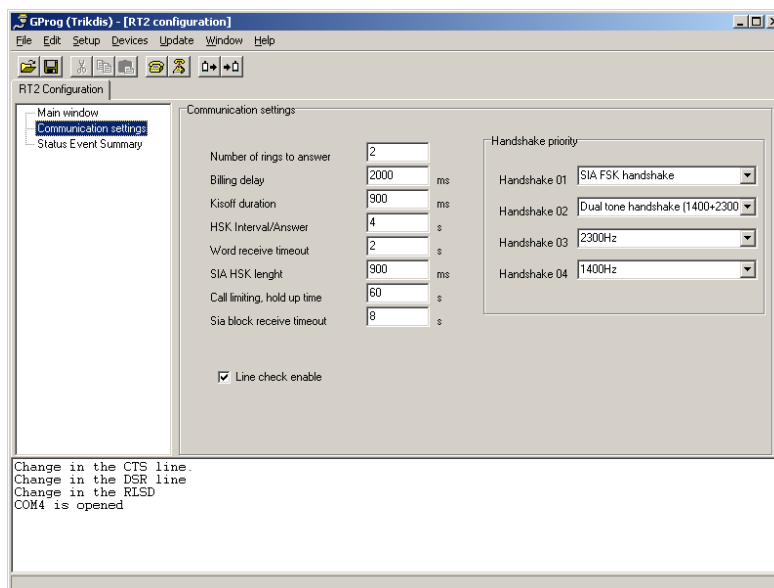 GProg (Trikdis) - [RT2 configuration]
File Edit Setup Devices Update Window Help
RT2 Configuration
Main window
Communication settings
Status Event Summary
Communication settings
Number of rings to answer 2
Billing delay 2000 ms
Kisoff duration 900 ms
HSK Interval/Answer 4 s
Word receive timeout 2 s
SIA HSK lenght 900 ms
Call limiting, hold up time 60 s
Sia block receive timeout 8 s
Line check enable
Handshake priority
Handshake 01 SIA FSK handshake
Handshake 02 Dual tone handshake (1400+2300
Handshake 03 2300Hz
Handshake 04 1400Hz
Change in the CTS line.
Change in the DSR line
Change in the RLSD
COM4 is opened